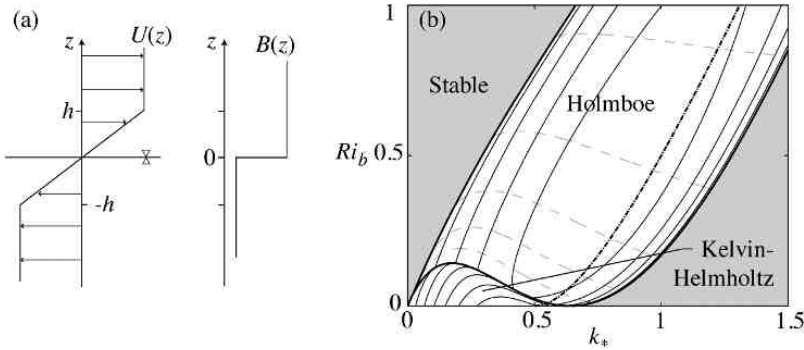 (a)
z
U(z)
h
-h
z
B(z)
0
(b)
1
Stable
Holmboe
Ri_b 0.5
Kelvin-
Helmholtz
0
0 0.5 1 1.5
k_*